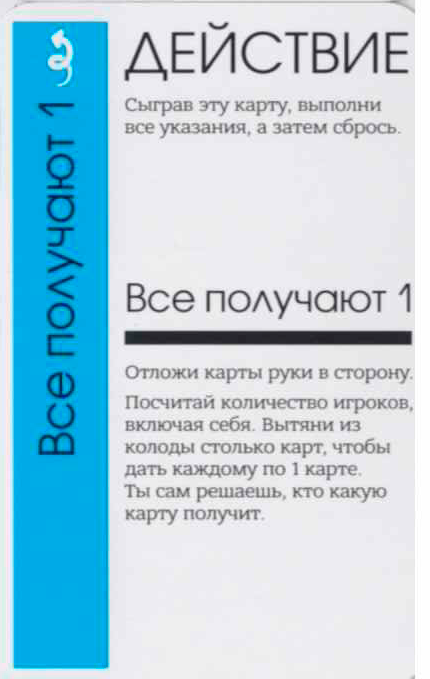 Все получают 1
ДЕЙСТВИЕ
Сыграв эту карту, выполни
все указания, а затем сбрось.
Все получают 1
Отложи карты руки в сторону.
Посчитай количество игроков,
включая себя. Вытяни из
колоды столько карт, чтобы
дать каждому по 1 карте.
Ты сам решаешь, кто какую
карту получит.